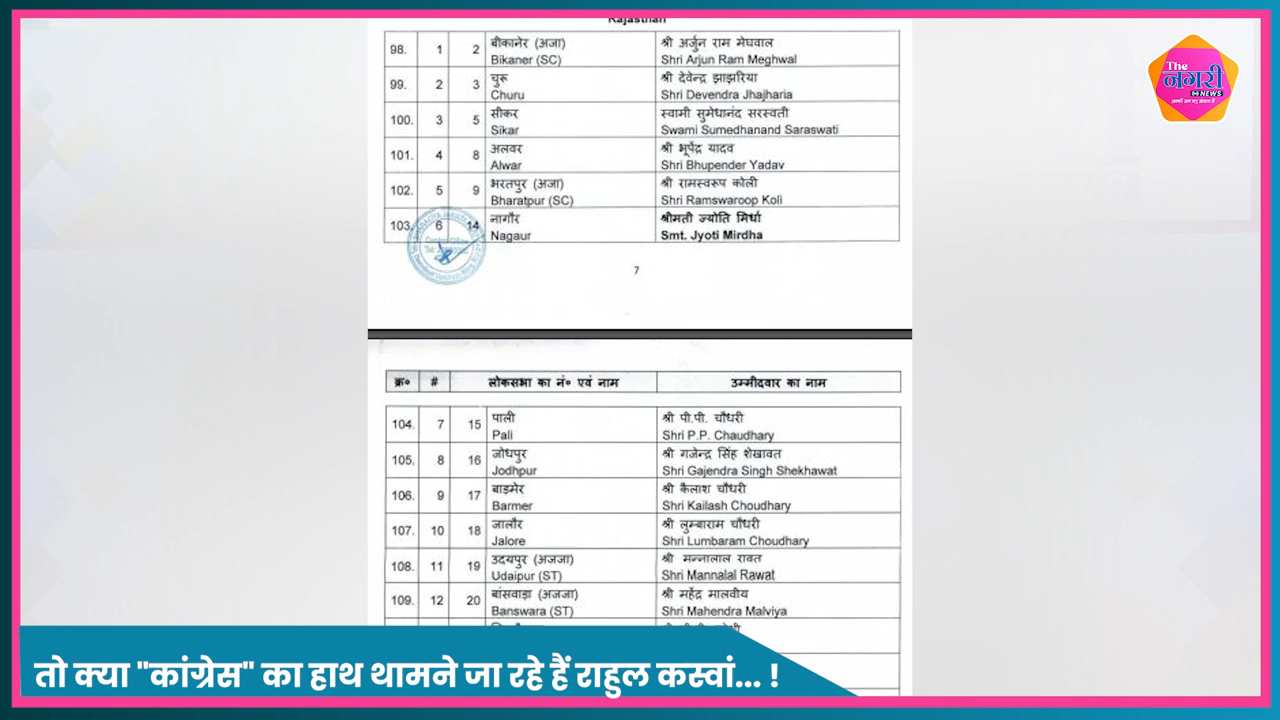 Rajasthan
98. 1 2 बीकानेर (अजा) श्री अर्जुन राम मेघवाल
Bikaner (SC) Shri Arjun Ram Meghwal
99. 2 3 चुरू श्री देवेन्द्र झाझरिया
Churu Shri Devendra Jhajharia
100. 3 5 सीकर स्वामी सुमेधानंद सरस्वती
Sikar Swami Sumedhanand Saraswati
101. 4 8 अलवर श्री भूपेंद्र यादव
Alwar Shri Bhupender Yadav
102. 5 9 भरतपुर (अजा) श्री रामस्वरूप कोली
Bharatpur (SC) Shri Ramswaroop Koli
103. 6 14 नागौर श्रीमती ज्योति मिर्धा
Nagaur Smt. Jyoti Mirdha
7
क्र० # लोकसभा का नं० एवं नाम उम्मीदवार का नाम
104. 7 15 पाली श्री पी.पी. चौधरी
Pali Shri P.P. Chaudhary
105. 8 16 जोधपुर श्री गजेन्द्र सिंह शेखावत
Jodhpur Shri Gajendra Singh Shekhawat
106. 9 17 बाड़मेर श्री कैलाश चौधरी
Barmer Shri Kailash Choudhary
107. 10 18 जालौर श्री लुम्बाराम चौधरी
Jalore Shri Lumbaram Choudhary
108. 11 19 उदयपुर (अजजा) श्री मन्नालाल रावत
Udaipur (ST) Shri Mannalal Rawat
109. 12 20 बांसवाड़ा (अजजा) श्री महेंद्र मालवीय
Banswara (ST) Shri Mahendra Malviya
The
नगरी
NEWS
तो क्या "कांग्रेस" का हाथ थामने जा रहे हैं राहुल कस्वां... !